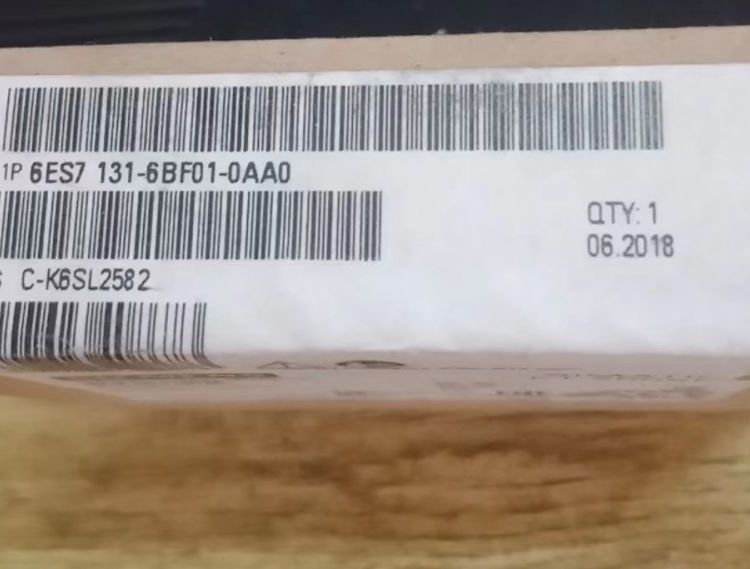 1P 6ES7 131-6BF01-0AA0
QTY: 1
06.2018
S C-K6SL2582